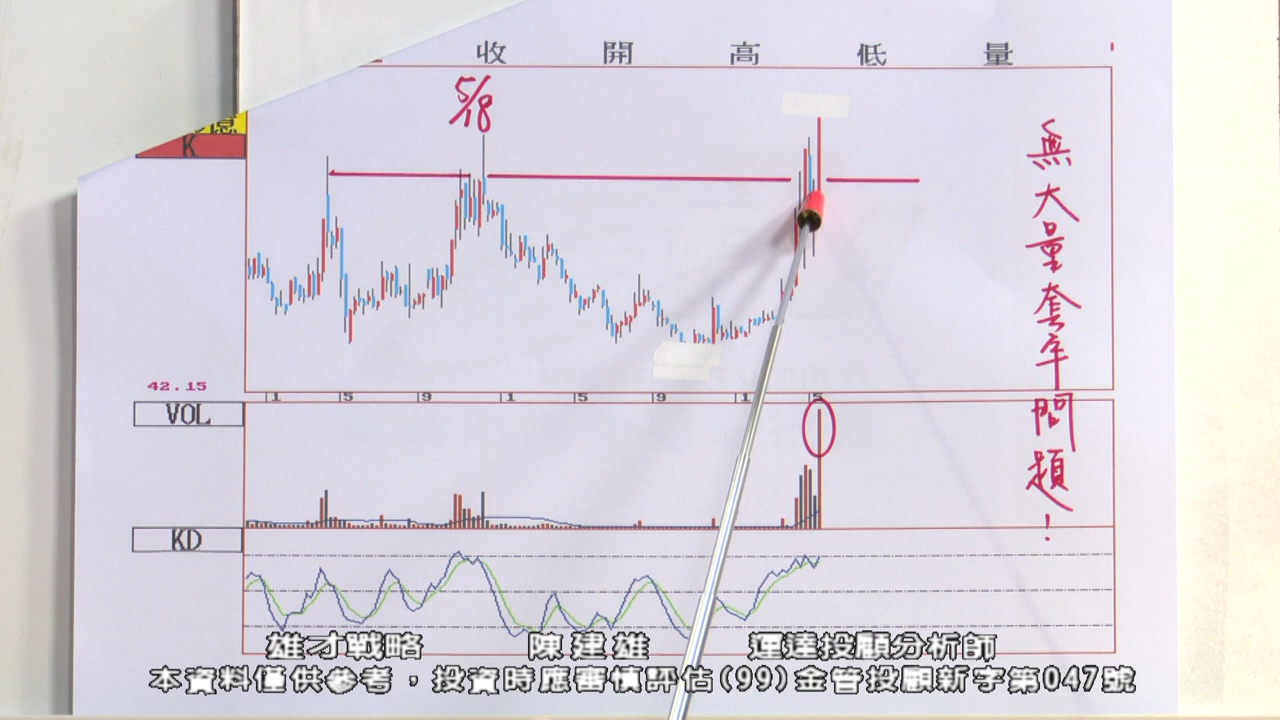 收 開 高 低 量
億
K
5/18
無大量套牢問題!
42.15
1 5 9 1 5 9 1 5
VOL
KD
雄才戰略 陳建雄 運達投顧分析師
本資料僅供參考,投資時應審慎評估(99)金管投顧新字第047號